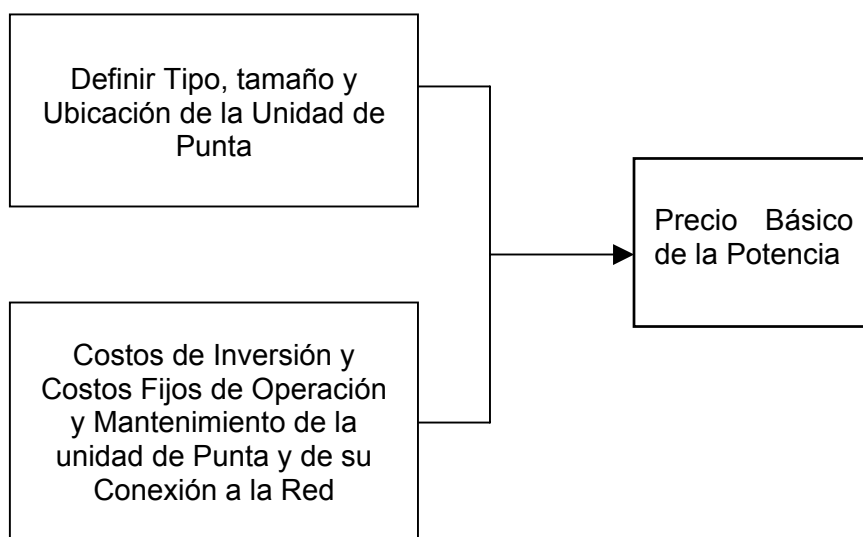 Definir Tipo, tamaño y
Ubicación de la Unidad de
Punta
Precio Básico
de la Potencia
Costos de Inversión y
Costos Fijos de Operación
y Mantenimiento de la
unidad de Punta y de su
Conexión a la Red